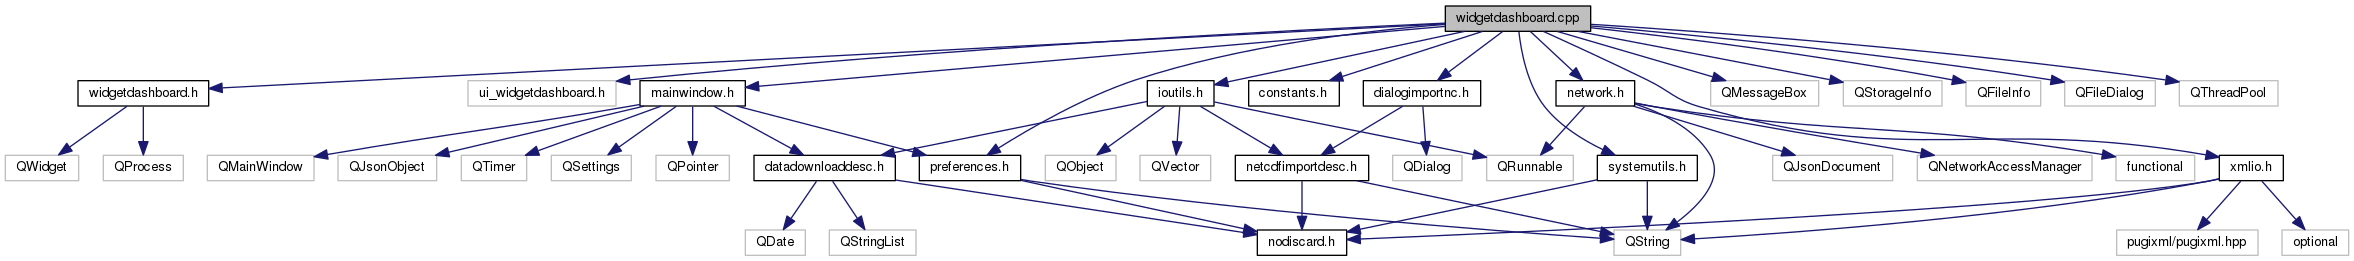 widgetdashboard.cpp
widgetdashboard.h
ui_widgetdashboard.h
mainwindow.h
ioutils.h
constants.h
dialogimportnc.h
network.h
QMessageBox
QStorageInfo
QFileInfo
QFileDialog
QThreadPool
QWidget
QProcess
QMainWindow
QJsonObject
QTimer
QSettings
QPointer
datadownloaddesc.h
preferences.h
QObject
QVector
netcdfimportdesc.h
QDialog
QRunnable
systemutils.h
QJsonDocument
QNetworkAccessManager
functional
xmlio.h
QDate
QStringList
nodiscard.h
QString
pugixml/pugixml.hpp
optional